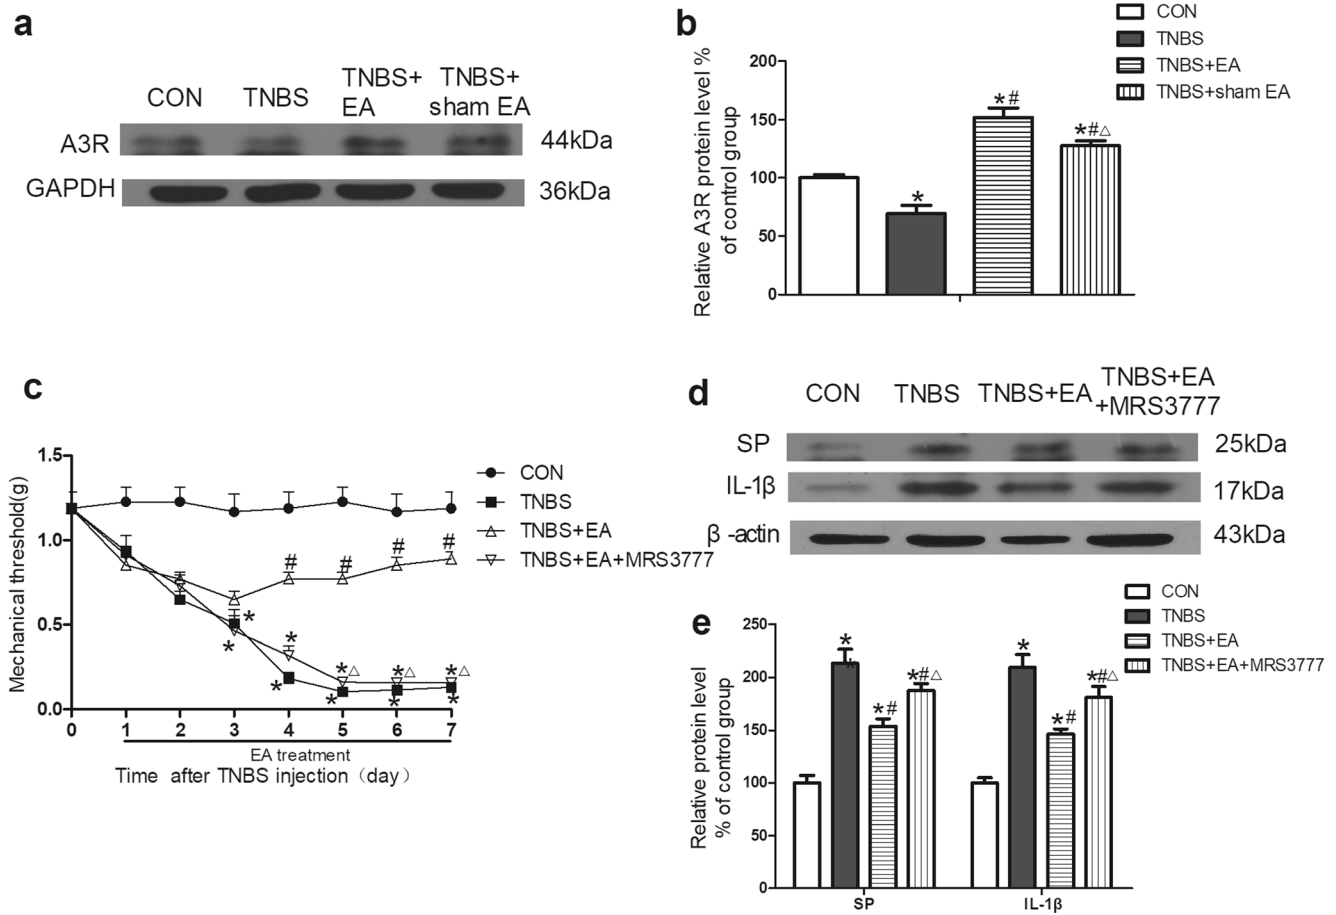 a
CON
TNBS
TNBS+
EA
TNBS+
sham EA
A3R
44kDa
GAPDH
36kDa
b
CON
TNBS
TNBS+EA
TNBS+sham EA
Relative A3R protein level %
of control group
200
150
100
50
0
*
*#
*#△
c
Mechanical threshold(g)
1.5
1.0
0.5
0.0
CON
TNBS
TNBS+EA
TNBS+EA+MRS3777
# # # #
* * * *△ *△ *△
* * * * *
0 1 2 3 4 5 6 7
EA treatment
Time after TNBS injection（day）
d
CON
TNBS
TNBS+EA
TNBS+EA
+MRS3777
SP
25kDa
IL-1β
17kDa
β -actin
43kDa
e
CON
TNBS
TNBS+EA
TNBS+EA+MRS3777
Relative protein level
% of control group
250
200
150
100
50
0
*
*
*#
*#△
*
*#
*#△
SP
IL-1β